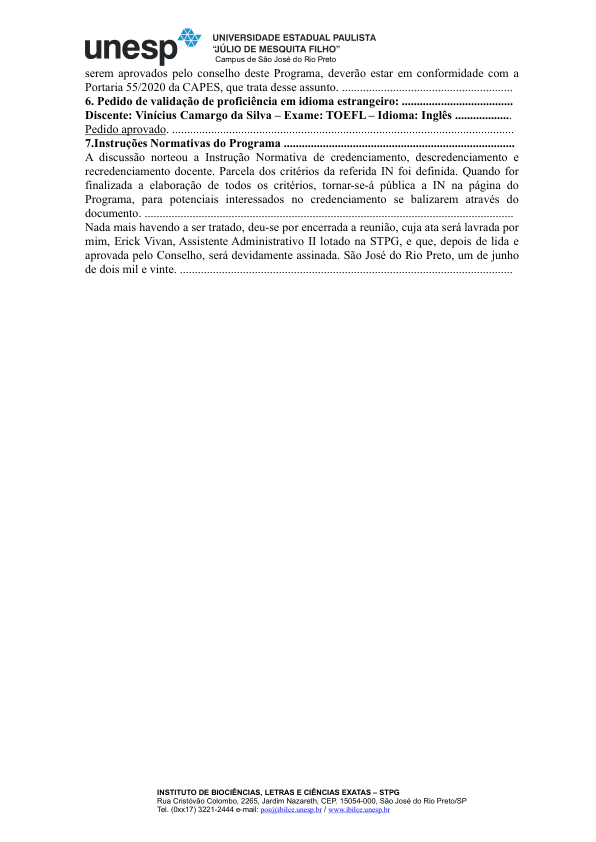 unesp
UNIVERSIDADE ESTADUAL PAULISTA
“JÚLIO DE MESQUITA FILHO”
Campus de São José do Rio Preto
serem aprovados pelo conselho deste Programa, deverão estar em conformidade com a
Portaria 55/2020 da CAPES, que trata desse assunto. .........................................................
6. Pedido de validação de proficiência em idioma estrangeiro: .....................................
Discente: Vinícius Camargo da Silva – Exame: TOEFL – Idioma: Inglês ...................
Pedido aprovado. ..................................................................................................................
7.Instruções Normativas do Programa .............................................................................
A discussão norteou a Instrução Normativa de credenciamento, descredenciamento e
recredenciamento docente. Parcela dos critérios da referida IN foi definida. Quando for
finalizada a elaboração de todos os critérios, tornar-se-á pública a IN na página do
Programa, para potenciais interessados no credenciamento se balizarem através do
documento. ...........................................................................................................................
Nada mais havendo a ser tratado, deu-se por encerrada a reunião, cuja ata será lavrada por
mim, Erick Vivan, Assistente Administrativo II lotado na STPG, e que, depois de lida e
aprovada pelo Conselho, será devidamente assinada. São José do Rio Preto, um de junho
de dois mil e vinte. ...............................................................................................................
INSTITUTO DE BIOCIÊNCIAS, LETRAS E CIÊNCIAS EXATAS – STPG
Rua Cristóvão Colombo, 2265, Jardim Nazareth, CEP. 15054-000, São José do Rio Preto/SP
Tel. (0xx17) 3221-2444 e-mail: pos@ibilce.unesp.br / www.ibilce.unesp.br